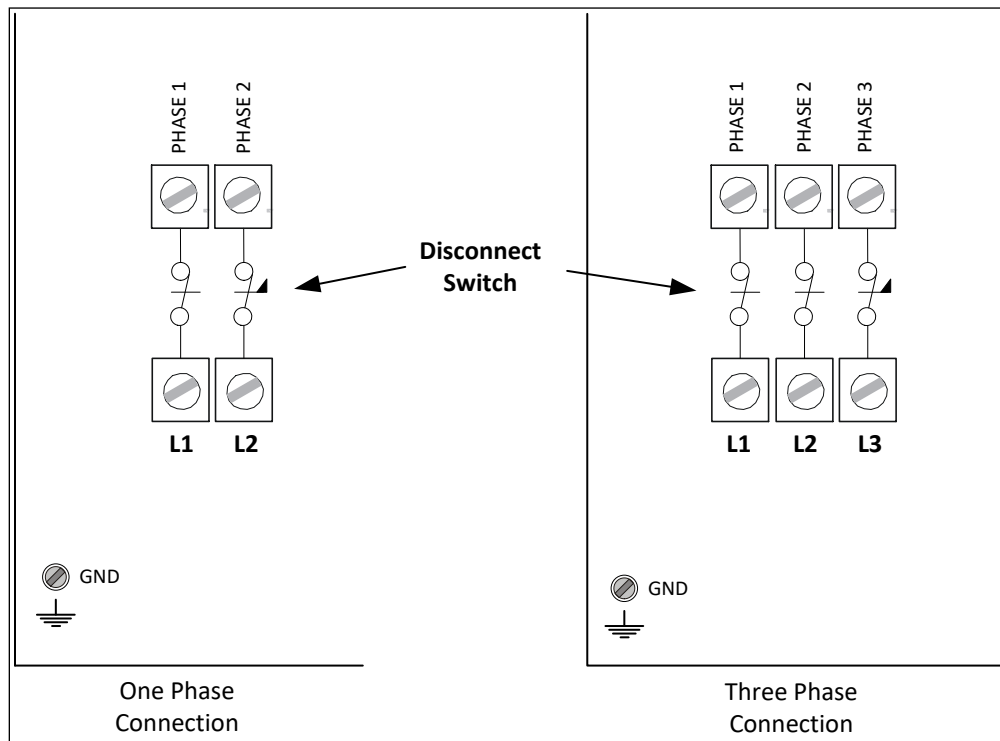 PHASE 1
PHASE 2
L1
L2
GND
One Phase
Connection
Disconnect
Switch
PHASE 1
PHASE 2
PHASE 3
L1
L2
L3
GND
Three Phase
Connection